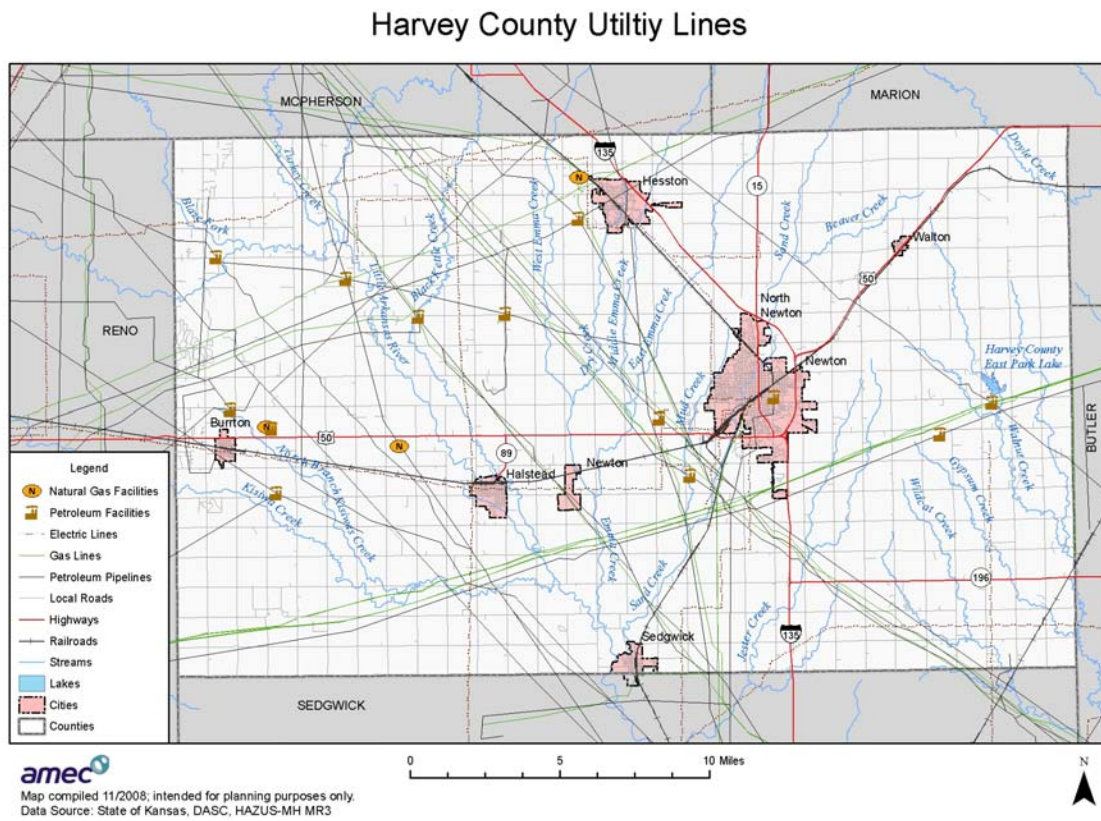 Harvey County Utiltiy Lines
MCPHERSON
MARION
135
Doyle Creek
Turkey Creek
Hesston
15
Blaze Fork
Black Kettle Creek
West Emma Creek
Sand Creek
Beaver Creek
Walton
50
Little Arkansas River
North
Newton
RENO
Dry Creek
Middle Emma Creek
East Emma Creek
Newton
Harvey County
East Park Lake
Mud Creek
Burrton
50
89
Halstead
Newton
BUTLER
Walnut Creek
Gypsum Creek
Wildcat Creek
Kisiwa Creek
Emma Creek
Sand Creek
196
Jester Creek
135
Sedgwick
SEDGWICK
Legend
N Natural Gas Facilities
Petroleum Facilities
Electric Lines
Gas Lines
Petroleum Pipelines
Local Roads
Highways
Railroads
Streams
Lakes
Cities
Counties
amec
0 5 10 Miles
N
Map compiled 11/2008; intended for planning purposes only.
Data Source: State of Kansas, DASC, HAZUS-MH MR3